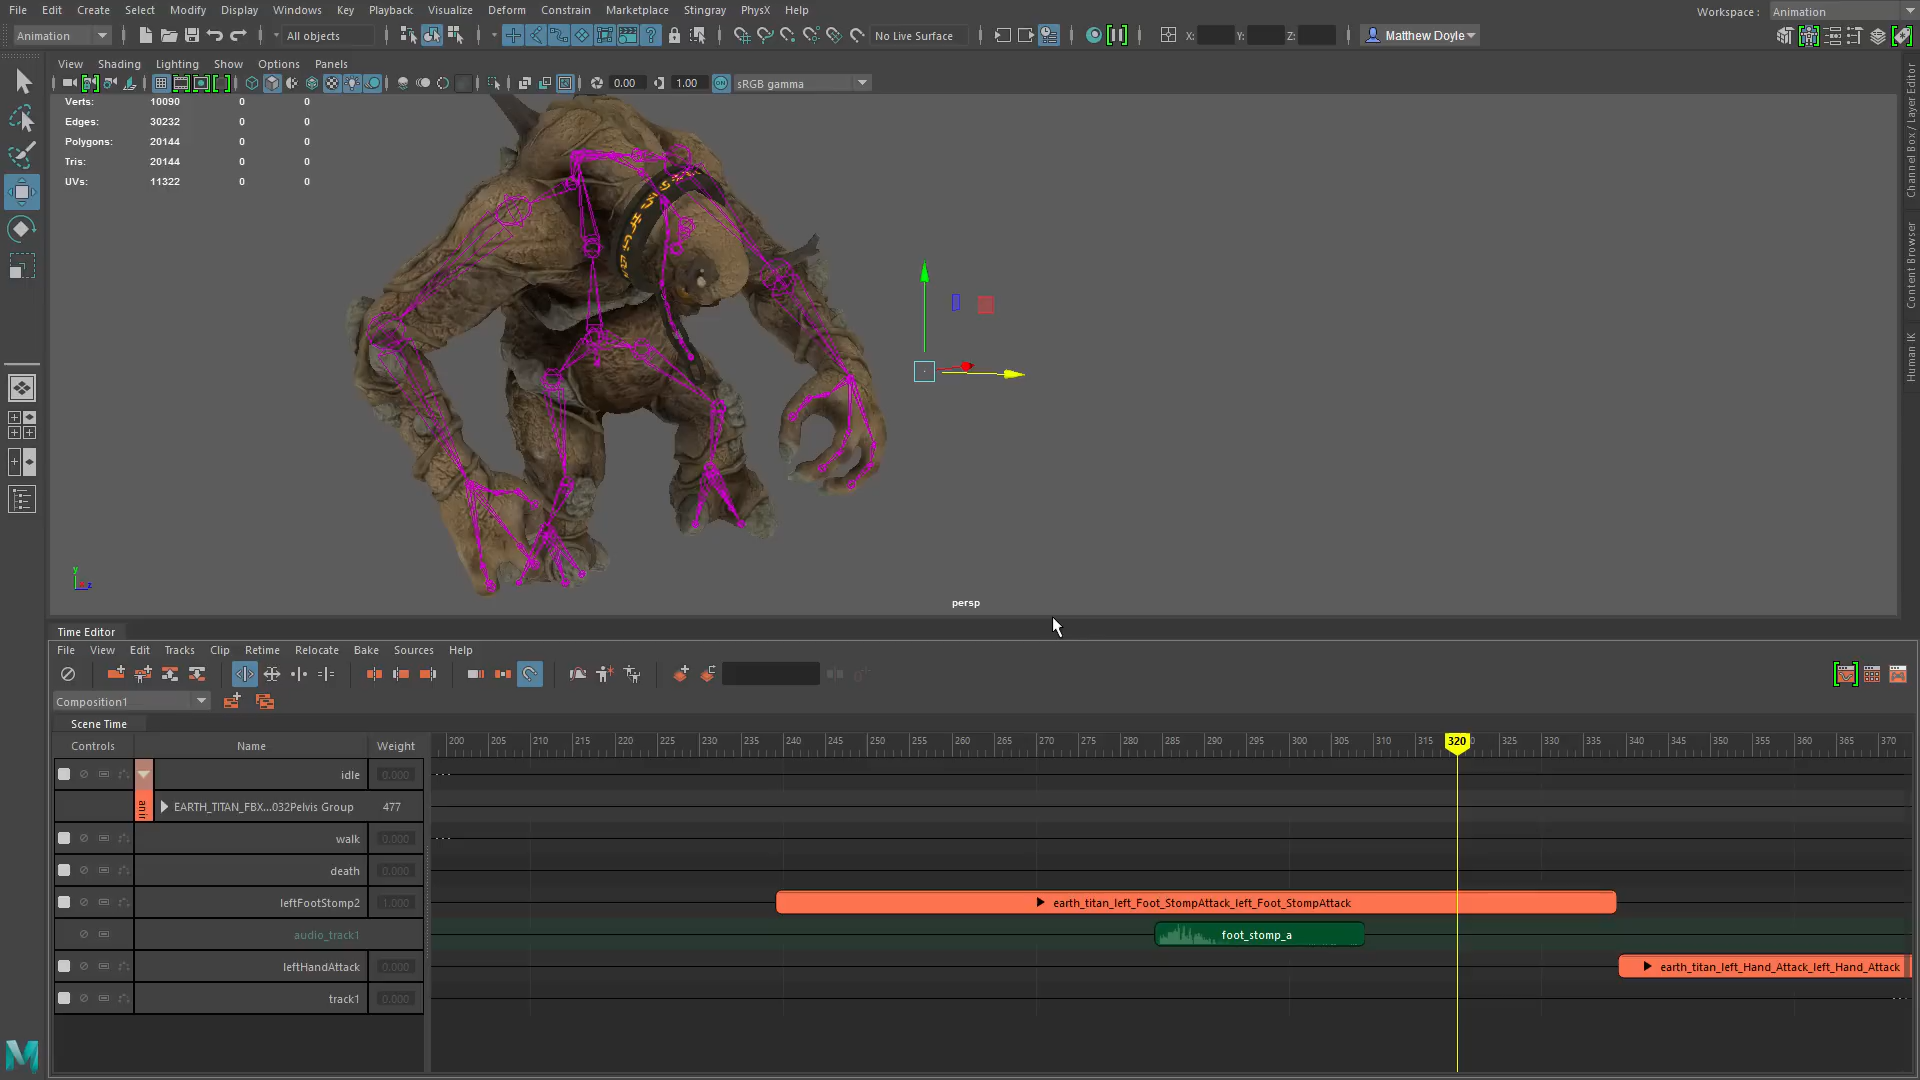 File Edit Create Select Modify Display Windows Key Playback Visualize Deform Constrain Marketplace Stingray PhysX Help
Workspace : Animation
Animation All objects No Live Surface X: Y: Z: Matthew Doyle
View Shading Lighting Show Options Panels
0.00 1.00 ON sRGB gamma
Verts: 10090 0 0
Edges: 30232 0 0
Polygons: 20144 0 0
Tris: 20144 0 0
UVs: 11322 0 0
Channel Box / Layer Editor
Content Browser
Human IK
y
z
persp
Time Editor
File View Edit Tracks Clip Retime Relocate Bake Sources Help
Composition1
Scene Time
Controls Name Weight
200 205 210 215 220 225 230 235 240 245 250 255 260 265 270 275 280 285 290 295 300 305 310 315 320 325 330 335 340 345 350 355 360 365 370
idle 0.000
EARTH_TITAN_FBX...032Pelvis Group 477
walk 0.000
death 0.000
leftFootStomp2 1.000 earth_titan_left_Foot_StompAttack_left_Foot_StompAttack
audio_track1 foot_stomp_a
leftHandAttack 0.000 earth_titan_left_Hand_Attack_left_Hand_Attack
track1 0.000
M